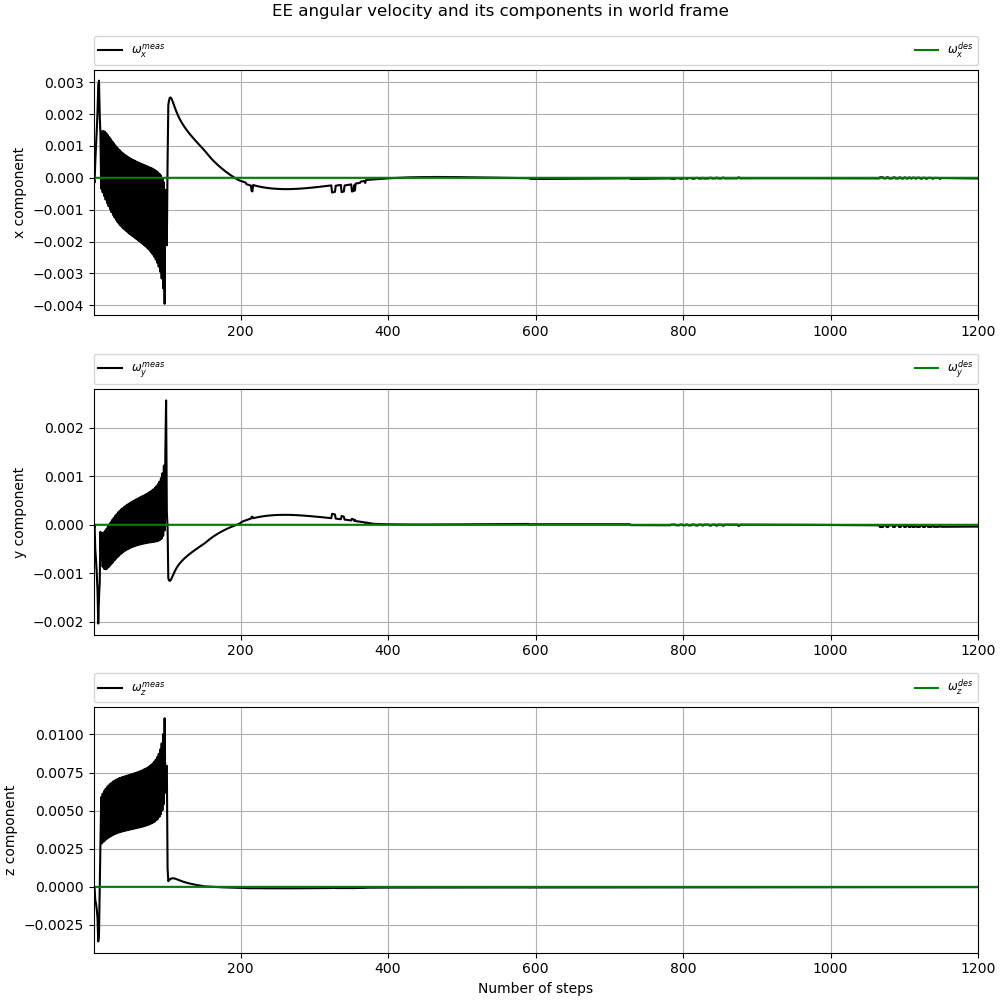 EE angular velocity and its components in world frame
ω_x^meas ω_x^des
0.003
0.002
0.001
0.000
−0.001
−0.002
−0.003
−0.004
x component
200 400 600 800 1000 1200
ω_y^meas ω_y^des
0.002
0.001
0.000
−0.001
−0.002
y component
200 400 600 800 1000 1200
ω_z^meas ω_z^des
0.0100
0.0075
0.0050
0.0025
0.0000
−0.0025
z component
200 400 600 800 1000 1200
Number of steps